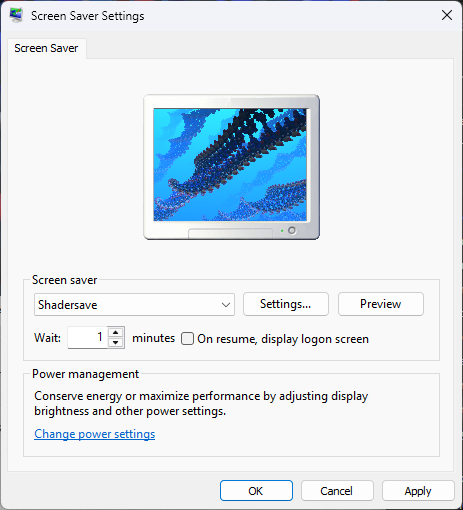 Screen Saver Settings
Screen Saver
Screen saver
Shadersave
Settings...
Preview
Wait: 1 minutes
On resume, display logon screen
Power management
Conserve energy or maximize performance by adjusting display
brightness and other power settings.
Change power settings
OK
Cancel
Apply